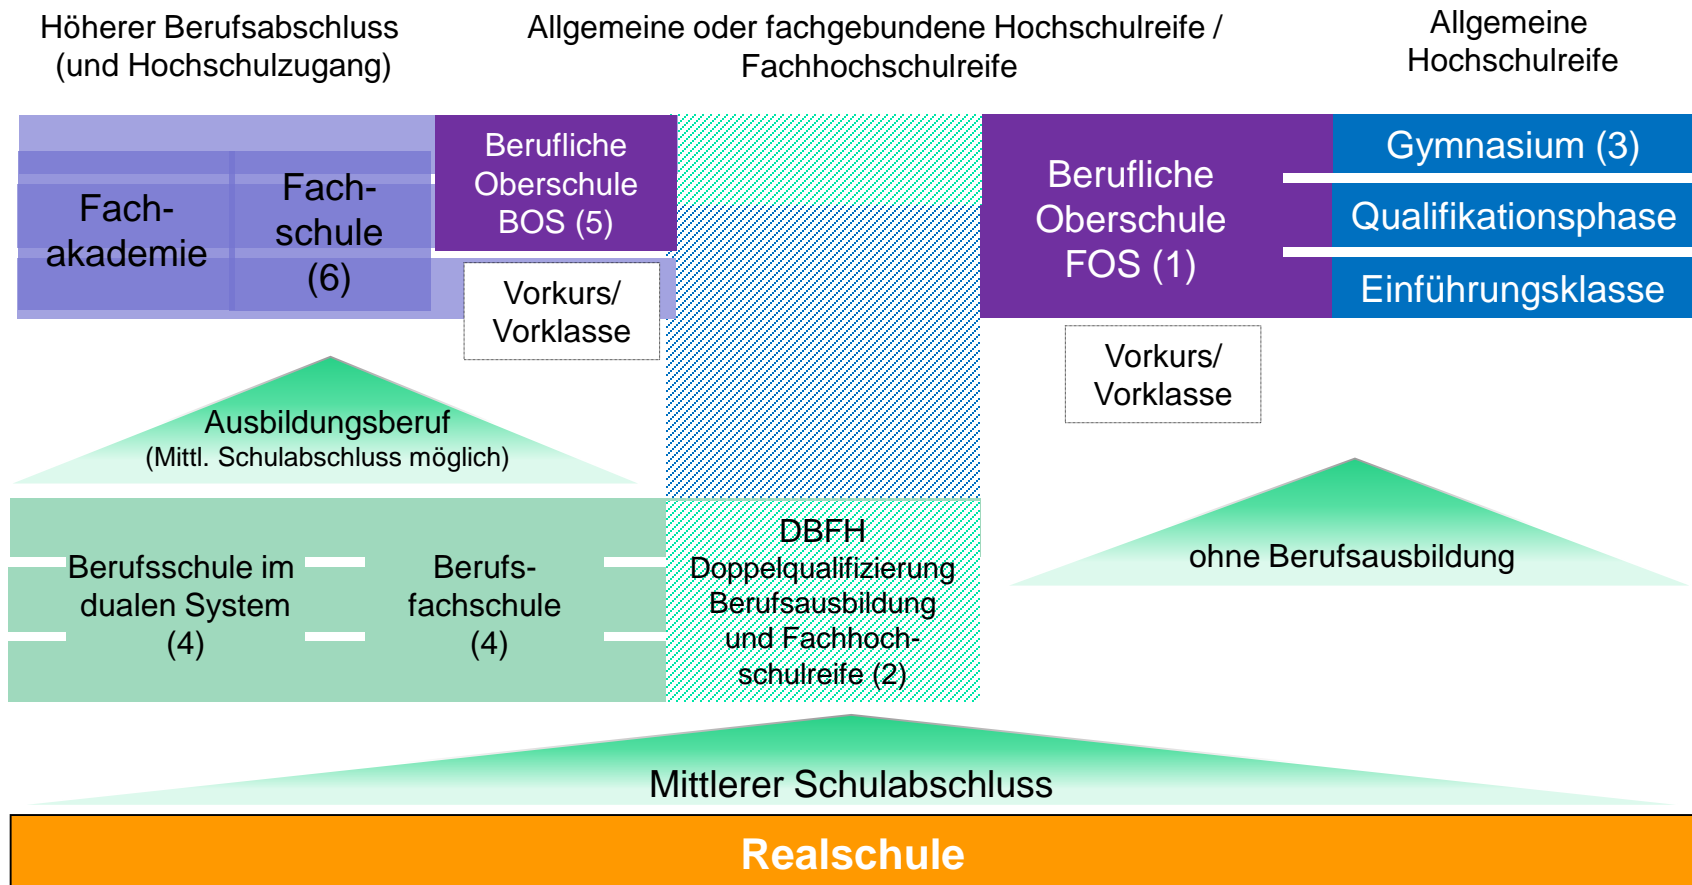 Höherer Berufsabschluss
(und Hochschulzugang)
Allgemeine oder fachgebundene Hochschulreife /
Fachhochschulreife
Allgemeine
Hochschulreife
Fach-
akademie
Fach-
schule
(6)
Berufliche
Oberschule
BOS (5)
Vorkurs/
Vorklasse
Berufliche
Oberschule
FOS (1)
Gymnasium (3)
Qualifikationsphase
Einführungsklasse
Vorkurs/
Vorklasse
Ausbildungsberuf
(Mittl. Schulabschluss möglich)
ohne Berufsausbildung
Berufsschule im
dualen System
(4)
Berufs-
fachschule
(4)
DBFH
Doppelqualifizierung
Berufsausbildung
und Fachhoch-
schulreife (2)
Mittlerer Schulabschluss
Realschule